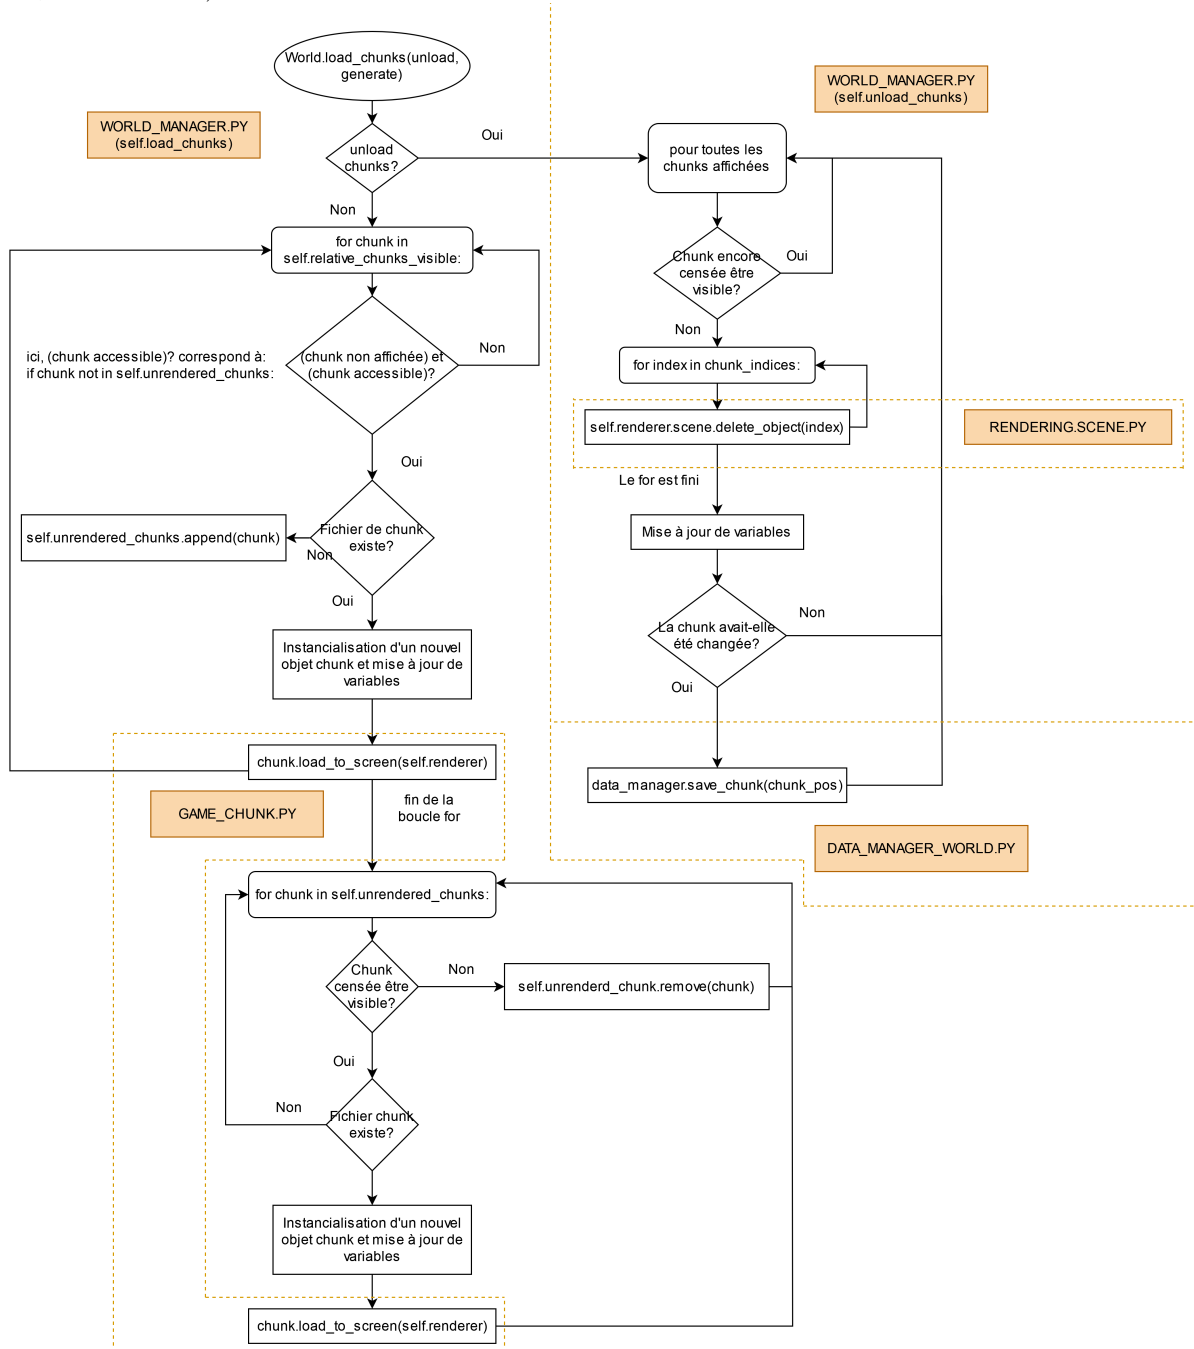 World.load_chunks(unload,
generate)
WORLD_MANAGER.PY
(self.load_chunks)
unload
chunks?
Oui
Non
for chunk in
self.relative_chunks_visible:
ici, (chunk accessible)? correspond à:
if chunk not in self.unrendered_chunks:
(chunk non affichée) et
(chunk accessible)?
Non
Oui
Fichier de chunk
existe?
Non
self.unrendered_chunks.append(chunk)
Oui
Instancialisation d'un nouvel
objet chunk et mise à jour de
variables
chunk.load_to_screen(self.renderer)
GAME_CHUNK.PY
fin de la
boucle for
for chunk in self.unrendered_chunks:
Chunk
censée être
visible?
Non
self.unrenderd_chunk.remove(chunk)
Oui
Fichier chunk
existe?
Non
Instancialisation d'un nouvel
objet chunk et mise à jour de
variables
chunk.load_to_screen(self.renderer)
WORLD_MANAGER.PY
(self.unload_chunks)
pour toutes les
chunks affichées
Chunk encore
censée être
visible?
Oui
Non
for index in chunk_indices:
self.renderer.scene.delete_object(index)
RENDERING.SCENE.PY
Le for est fini
Mise à jour de variables
La chunk avait-elle
été changée?
Non
Oui
data_manager.save_chunk(chunk_pos)
DATA_MANAGER_WORLD.PY